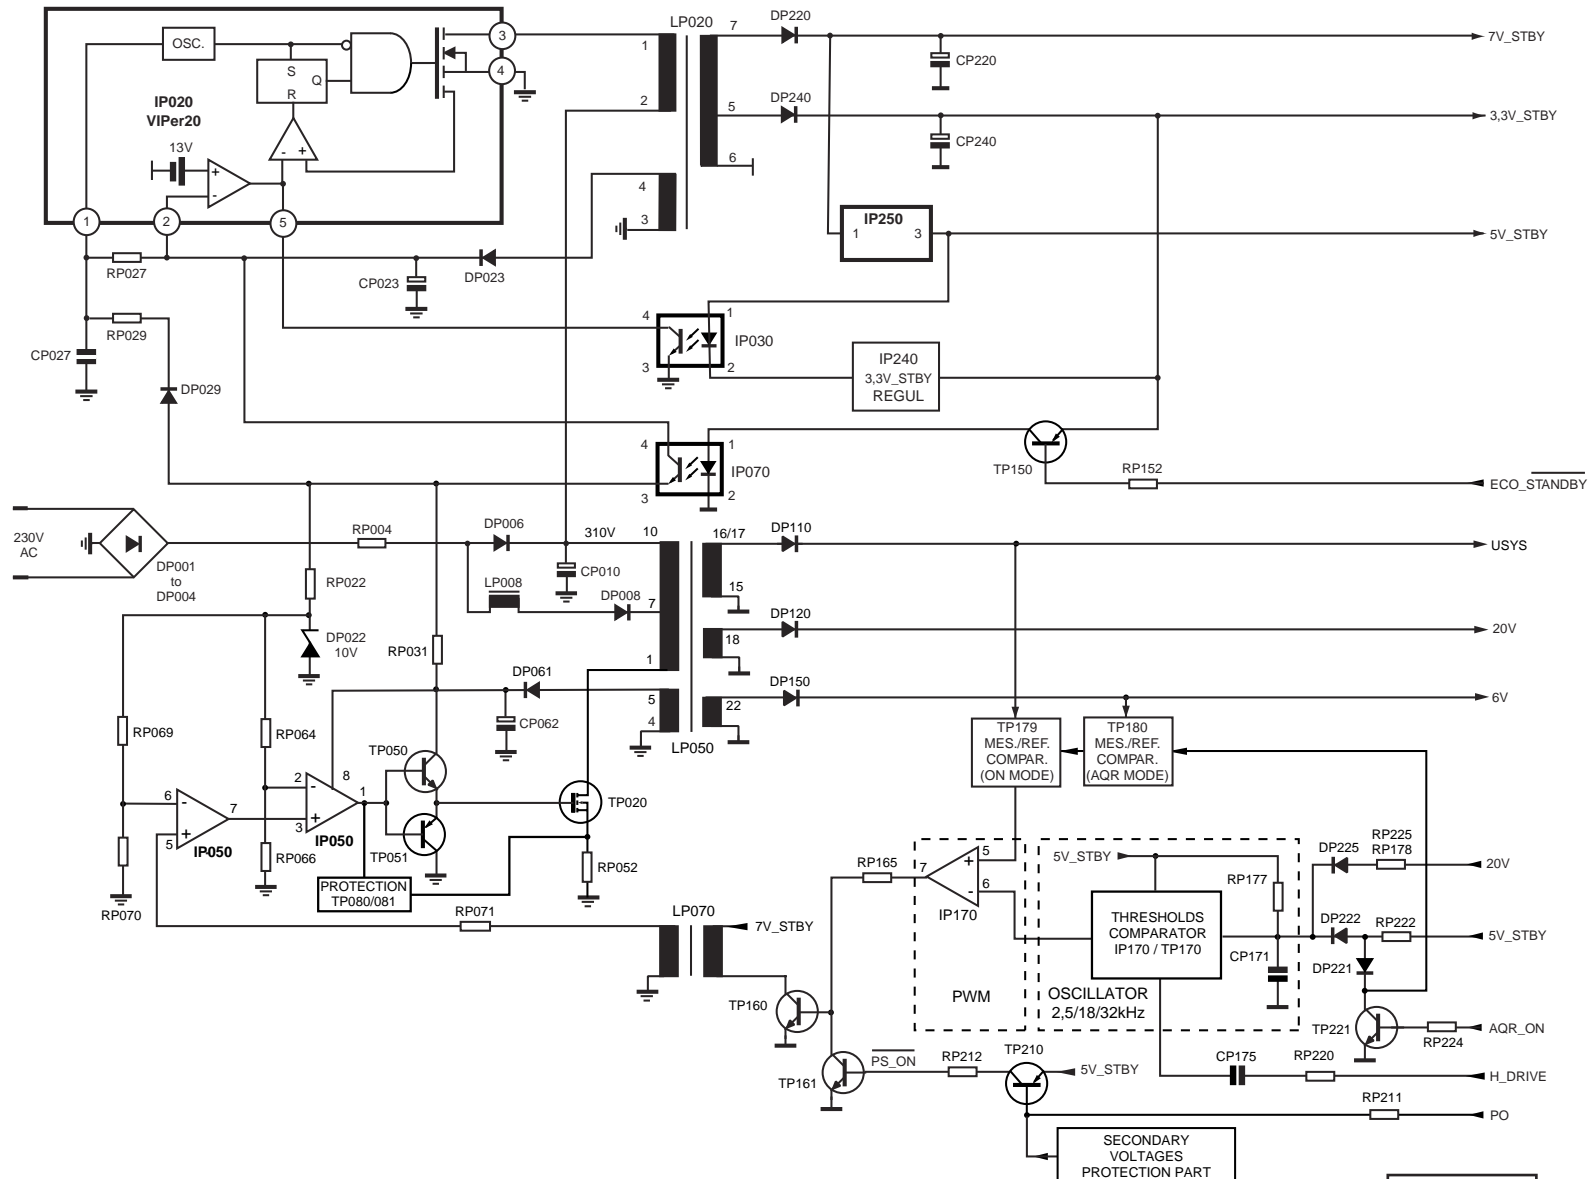 LP020
DP220
7
7V_STBY
OSC.
3
1
CP220
S
Q
4
R
IP020
VIPer20
2
DP240
5
3,3V_STBY
13V
-
+
CP240
+
-
6
4
3
IP250
1
3
5V_STBY
1
2
5
RP027
CP023
DP023
RP029
4
1
IP030
3
2
CP027
IP240
3,3V_STBY
REGUL
DP029
4
1
IP070
3
2
TP150
RP152
ECO_STANDBY
230V
AC
RP004
DP006
310V
10
16/17
DP110
USYS
DP001
to
DP004
RP022
CP010
LP008
DP008
7
15
DP120
20V
DP022
10V
RP031
18
1
DP061
DP150
6V
5
22
4
CP062
LP050
RP069
RP064
TP050
TP179
MES./REF.
COMPAR.
(ON MODE)
TP180
MES./REF.
COMPAR.
(AQR MODE)
8
2
-
1
6
-
7
+
3
IP050
+
5
IP050
TP020
RP066
TP051
RP052
RP070
PROTECTION
TP080/081
RP071
LP070
7V_STBY
RP165
7
+
5
-
6
IP170
5V_STBY
RP177
DP225
RP225
RP178
20V
THRESHOLDS
COMPARATOR
IP170 / TP170
DP222
RP222
5V_STBY
CP171
DP221
PWM
OSCILLATOR
2,5/18/32kHz
TP160
TP221
RP224
AQR_ON
TP161
PS_ON
RP212
TP210
5V_STBY
CP175
RP220
H_DRIVE
RP211
PO
SECONDARY
VOLTAGES
PROTECTION PART